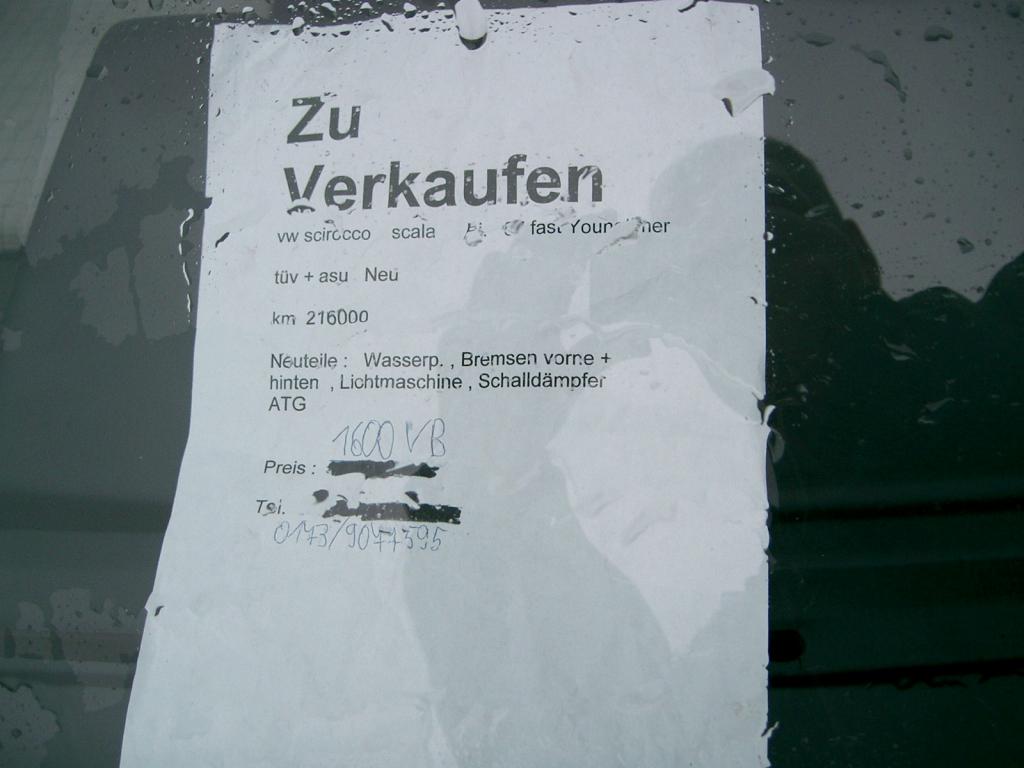 Zu
Verkaufen
vw scirocco scala fast
tüv + asu Neu
km 216000
Neuteile : Wasserp. , Bremsen vorne +
hinten , Lichtmaschine , Schalldämpfer
ATG
1600 VB
Preis :
Tel.
0173/9077595